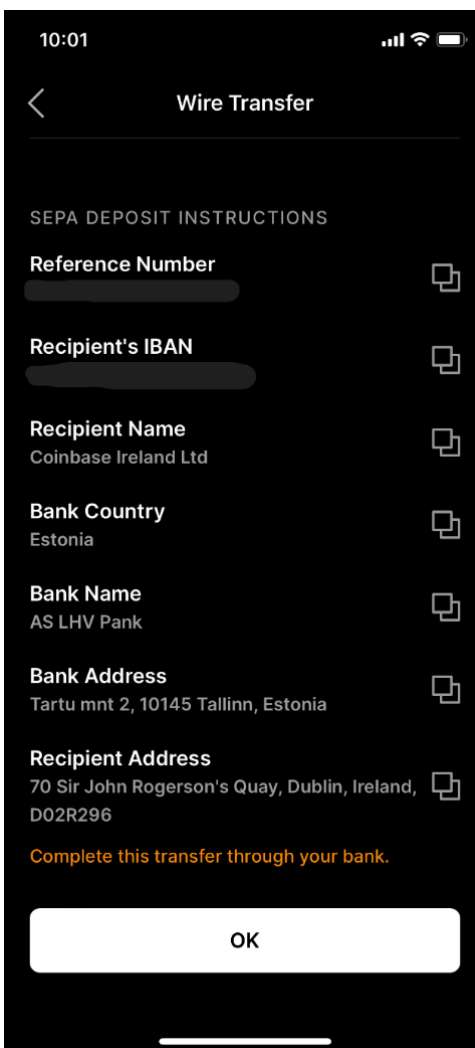 10:01
Wire Transfer
SEPA DEPOSIT INSTRUCTIONS
Reference Number
Recipient's IBAN
Recipient Name
Coinbase Ireland Ltd
Bank Country
Estonia
Bank Name
AS LHV Pank
Bank Address
Tartu mnt 2, 10145 Tallinn, Estonia
Recipient Address
70 Sir John Rogerson's Quay, Dublin, Ireland,
D02R296
Complete this transfer through your bank.
OK